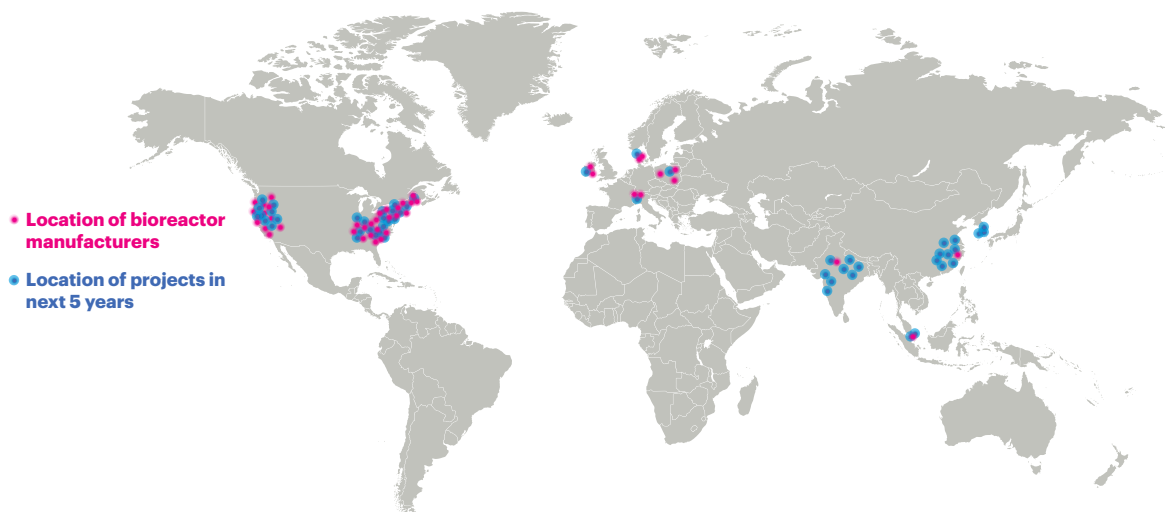 Location of bioreactor
manufacturers
Location of projects in
next 5 years